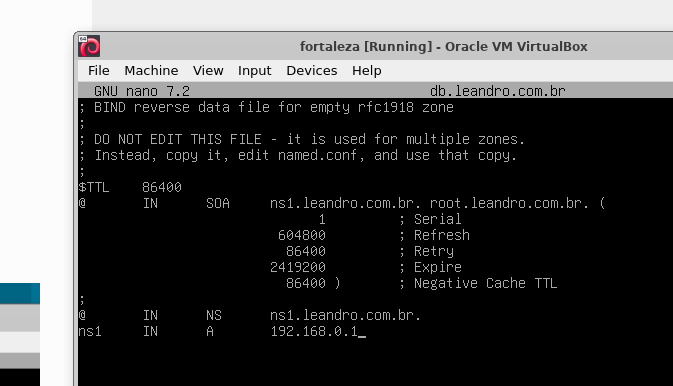 fortaleza [Running] - Oracle VM VirtualBox
File Machine View Input Devices Help
GNU nano 7.2 db.leandro.com.br
; BIND reverse data file for empty rfc1918 zone
;
; DO NOT EDIT THIS FILE - it is used for multiple zones.
; Instead, copy it, edit named.conf, and use that copy.
;
$TTL 86400
@ IN SOA ns1.leandro.com.br. root.leandro.com.br. (
1 ; Serial
604800 ; Refresh
86400 ; Retry
2419200 ; Expire
86400 ) ; Negative Cache TTL
;
@ IN NS ns1.leandro.com.br.
ns1 IN A 192.168.0.1